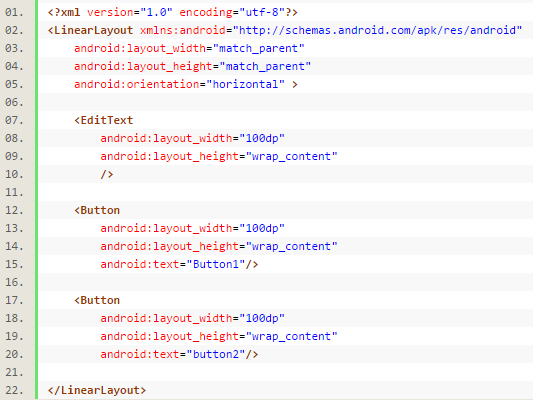 01. <?xml version="1.0" encoding="utf-8"?>
02. <LinearLayout xmlns:android="http://schemas.android.com/apk/res/android"
03.     android:layout_width="match_parent"
04.     android:layout_height="match_parent"
05.     android:orientation="horizontal" >
06.
07.     <EditText
08.         android:layout_width="100dp"
09.         android:layout_height="wrap_content"
10.         />
11.
12.     <Button
13.         android:layout_width="100dp"
14.         android:layout_height="wrap_content"
15.         android:text="Button1"/>
16.
17.     <Button
18.         android:layout_width="100dp"
19.         android:layout_height="wrap_content"
20.         android:text="button2"/>
21.
22. </LinearLayout>